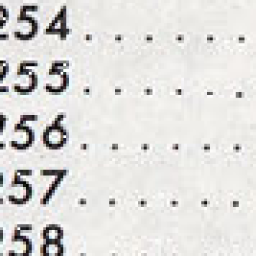 254 . . . . . .
255 . . . . . .
256 . . . . . .
257 . . . . . .
258 . . . . . .